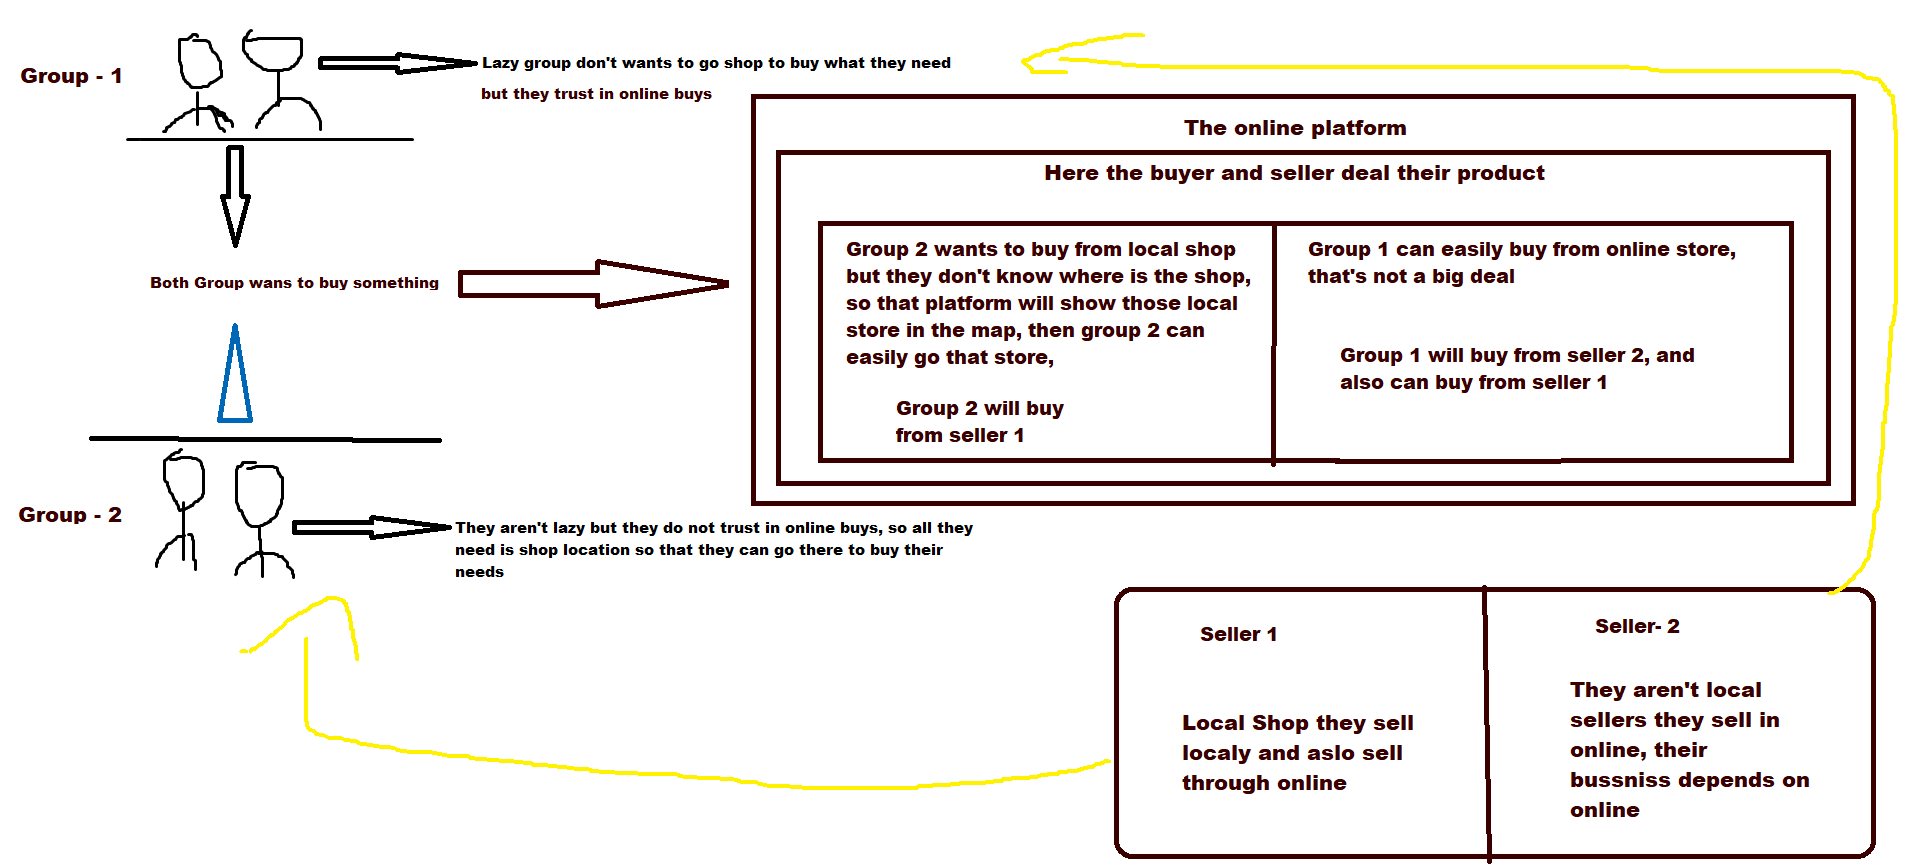 Group - 1
Lazy group don't wants to go shop to buy what they need
but they trust in online buys
The online platform
Here the buyer and seller deal their product
Group 2 wants to buy from local shop
but they don't know where is the shop,
so that platform will show those local
store in the map, then group 2 can
easily go that store,
Group 2 will buy
from seller 1
Group 1 can easily buy from online store,
that's not a big deal
Group 1 will buy from seller 2, and
also can buy from seller 1
Both Group wans to buy something
Group - 2
They aren't lazy but they do not trust in online buys, so all they
need is shop location so that they can go there to buy their
needs
Seller 1
Local Shop they sell
localy and aslo sell
through online
Seller- 2
They aren't local
sellers they sell in
online, their
bussniss depends on
online